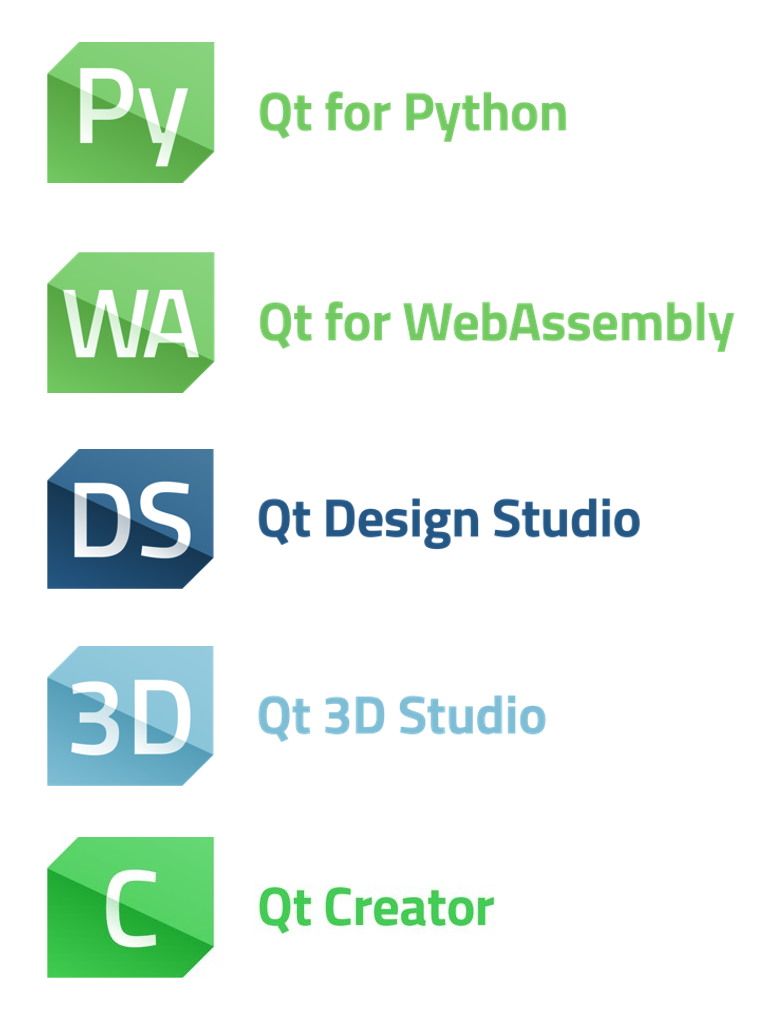 Py
Qt for Python
WA
Qt for WebAssembly
DS
Qt Design Studio
3D
Qt 3D Studio
C
Qt Creator